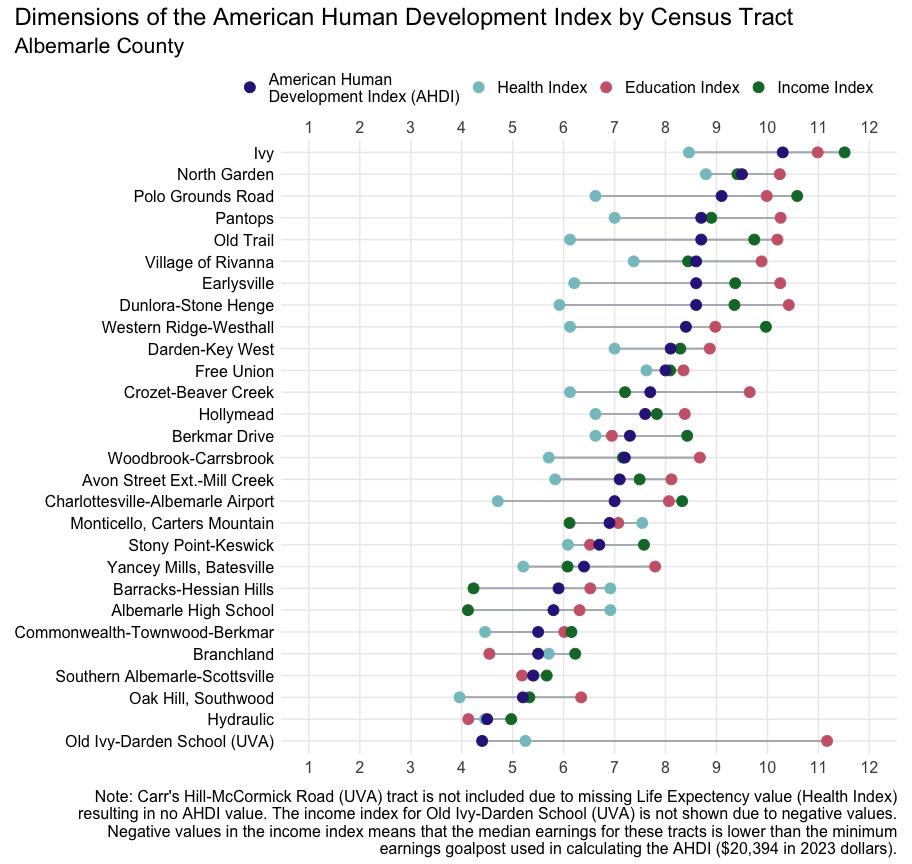 Dimensions of the American Human Development Index by Census Tract
Albemarle County
American Human
Development Index (AHDI)
Health Index
Education Index
Income Index
1 2 3 4 5 6 7 8 9 10 11 12
Ivy
North Garden
Polo Grounds Road
Pantops
Old Trail
Village of Rivanna
Earlysville
Dunlora-Stone Henge
Western Ridge-Westhall
Darden-Key West
Free Union
Crozet-Beaver Creek
Hollymead
Berkmar Drive
Woodbrook-Carrsbrook
Avon Street Ext.-Mill Creek
Charlottesville-Albemarle Airport
Monticello, Carters Mountain
Stony Point-Keswick
Yancey Mills, Batesville
Barracks-Hessian Hills
Albemarle High School
Commonwealth-Townwood-Berkmar
Branchland
Southern Albemarle-Scottsville
Oak Hill, Southwood
Hydraulic
Old Ivy-Darden School (UVA)
1 2 3 4 5 6 7 8 9 10 11 12
Note: Carr's Hill-McCormick Road (UVA) tract is not included due to missing Life Expectency value (Health Index)
resulting in no AHDI value. The income index for Old Ivy-Darden School (UVA) is not shown due to negative values.
Negative values in the income index means that the median earnings for these tracts is lower than the minimum
earnings goalpost used in calculating the AHDI ($20,394 in 2023 dollars).